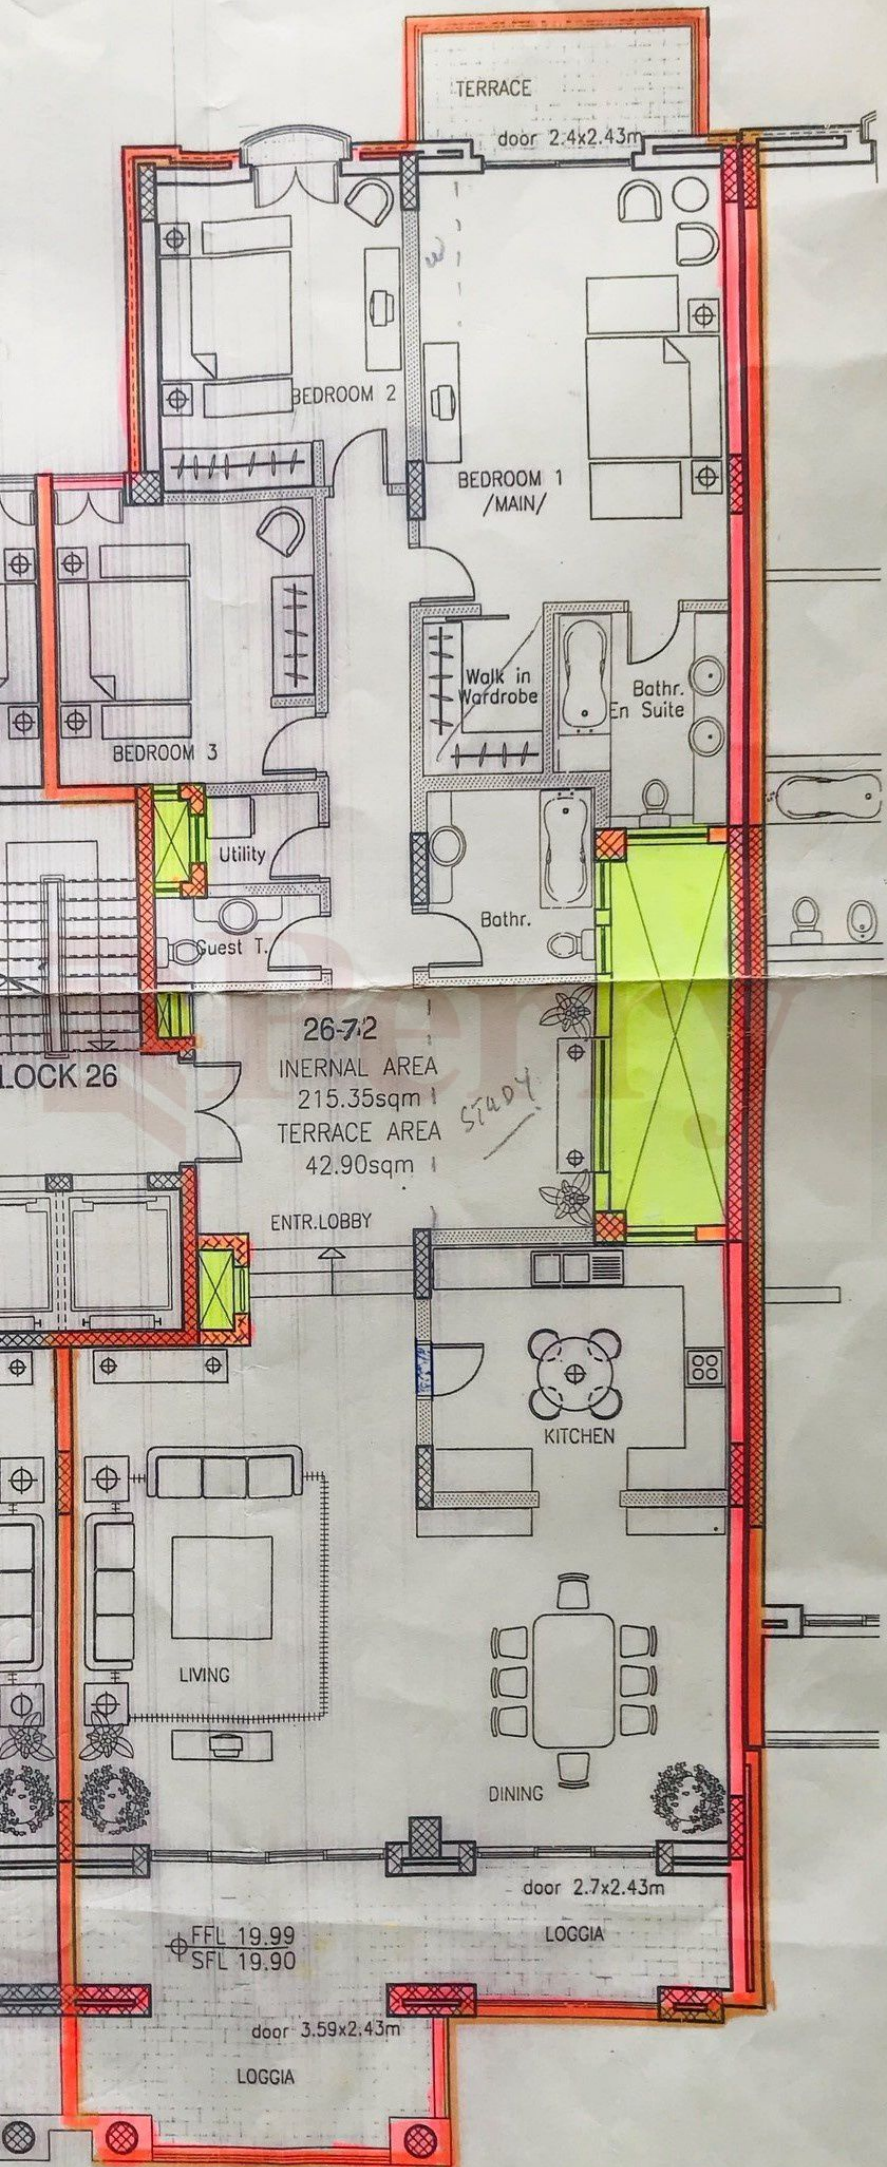 TERRACE
door 2.4x2.43m
w
BEDROOM 2
BEDROOM 1
/MAIN/
Walk in
Wardrobe
Bathr.
En Suite
BEDROOM 3
Utility
Bathr.
Guest T.
Perry
26-72
INERNAL AREA
215.35sqm
TERRACE AREA
42.90sqm
STUDY
LOCK 26
ENTR.LOBBY
KITCHEN
LIVING
DINING
door 2.7x2.43m
LOGGIA
FFL 19.99
SFL 19.90
door 3.59x2.43m
LOGGIA